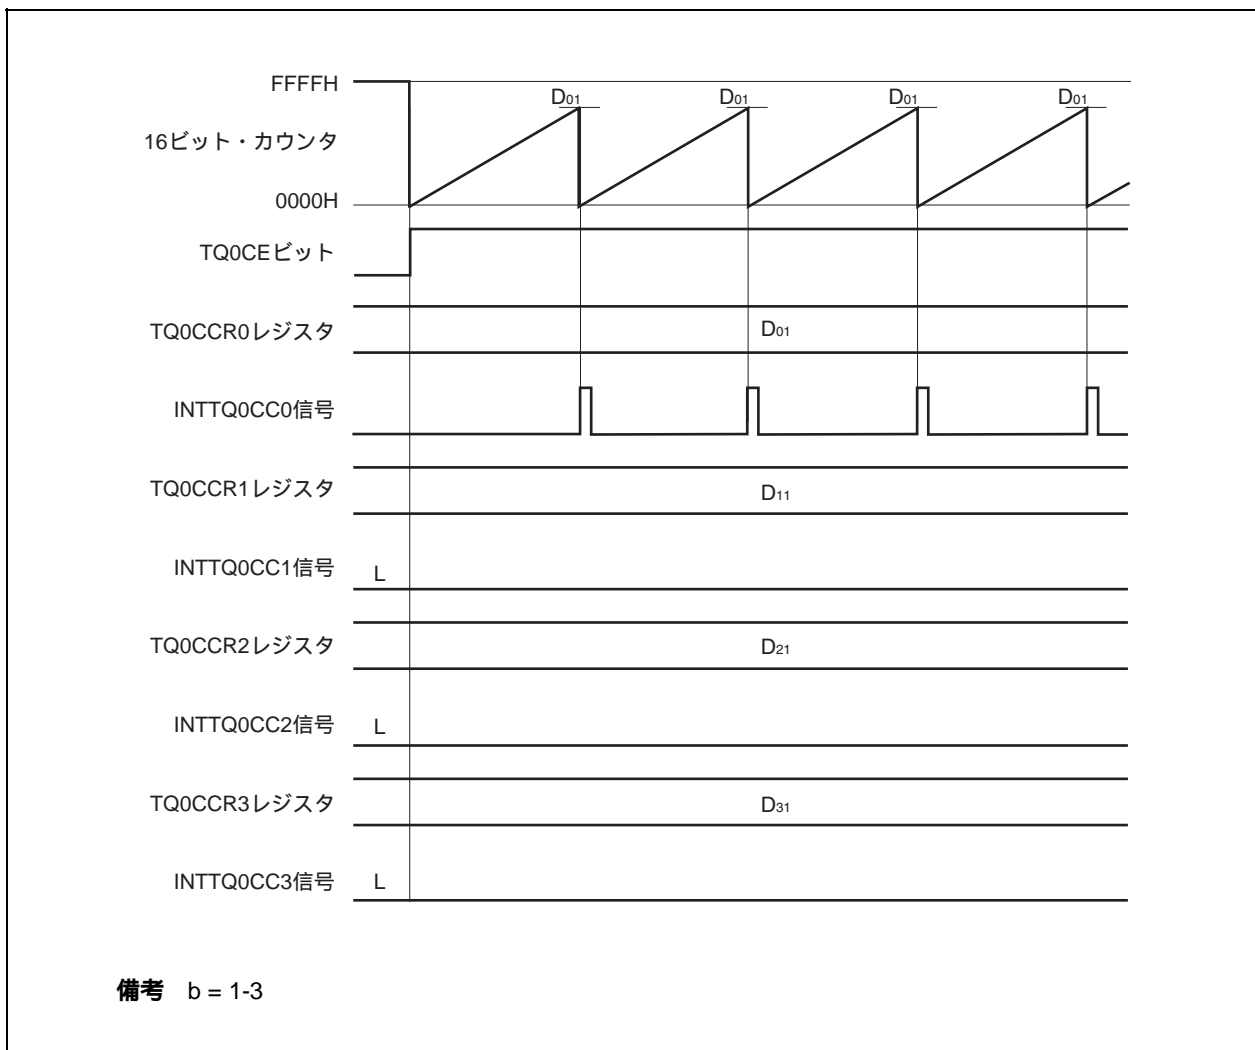 FFFFH
D01 D01 D01 D01
16ビット・カウンタ
0000H
TQ0CEビット
TQ0CCR0レジスタ D01
INTTQ0CC0信号
TQ0CCR1レジスタ D11
INTTQ0CC1信号 L
TQ0CCR2レジスタ D21
INTTQ0CC2信号 L
TQ0CCR3レジスタ D31
INTTQ0CC3信号 L
備考 b = 1-3